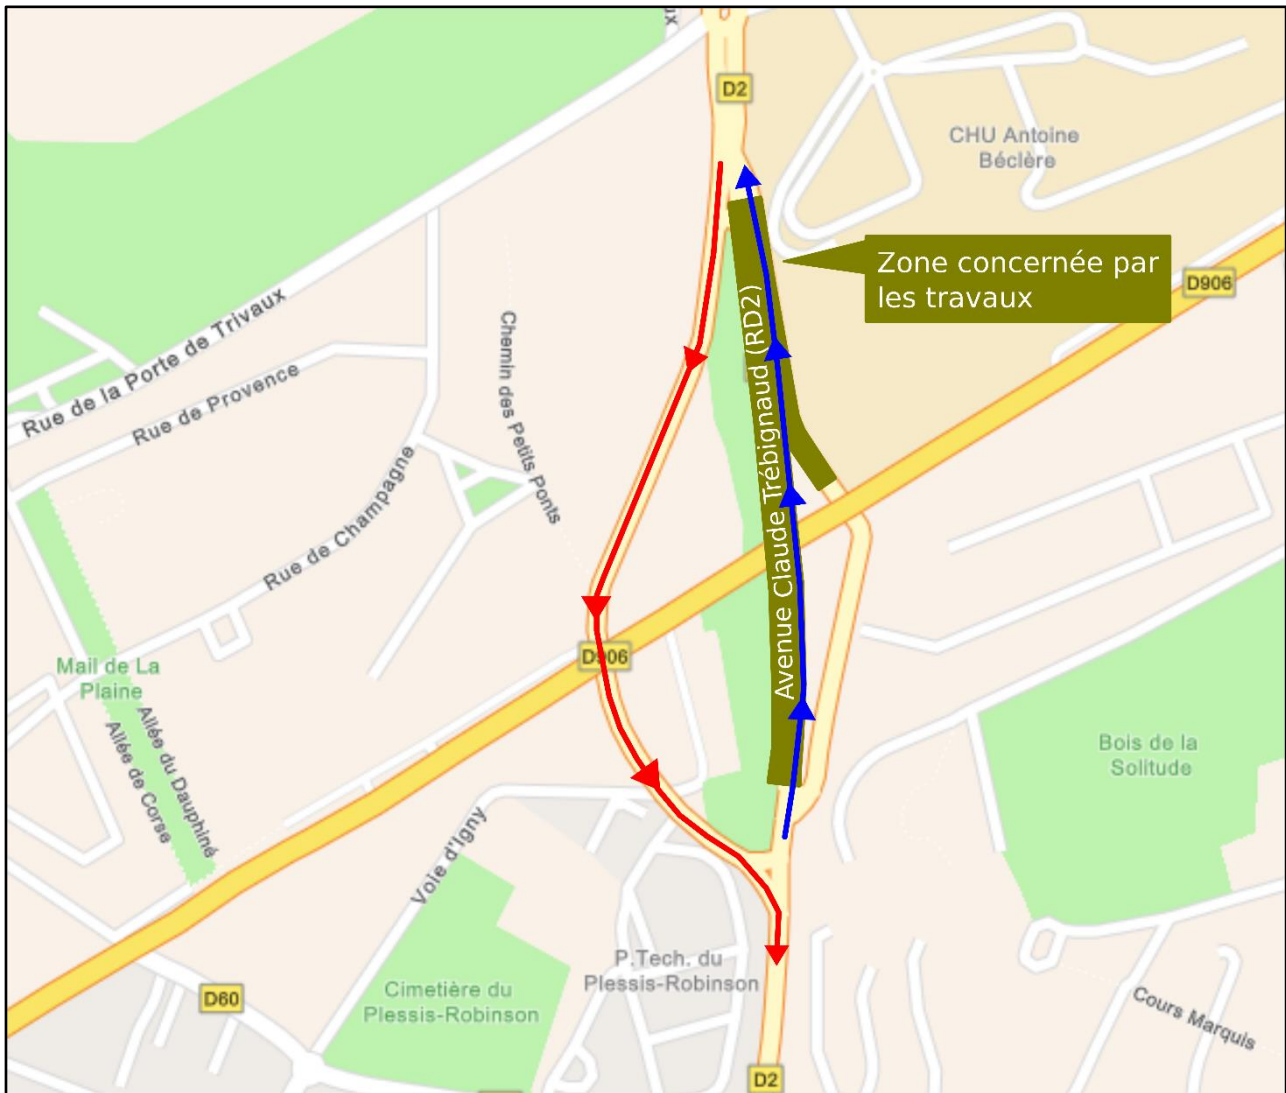 D2
CHU Antoine
Béclère
Zone concernée par
les travaux
D906
Rue de la Porte de Trivaux
Rue de Provence
Chemin des Petits Ponts
Rue de Champagne
Avenue Claude Trébignaud (RD2)
D906
Mail de La
Plaine
Allée du Dauphiné
Allée de Corse
Bois de la
Solitude
Voie d'Igny
P.Tech. du
Plessis-Robinson
Cimetière du
Plessis-Robinson
D60
Cours Marquis
D2